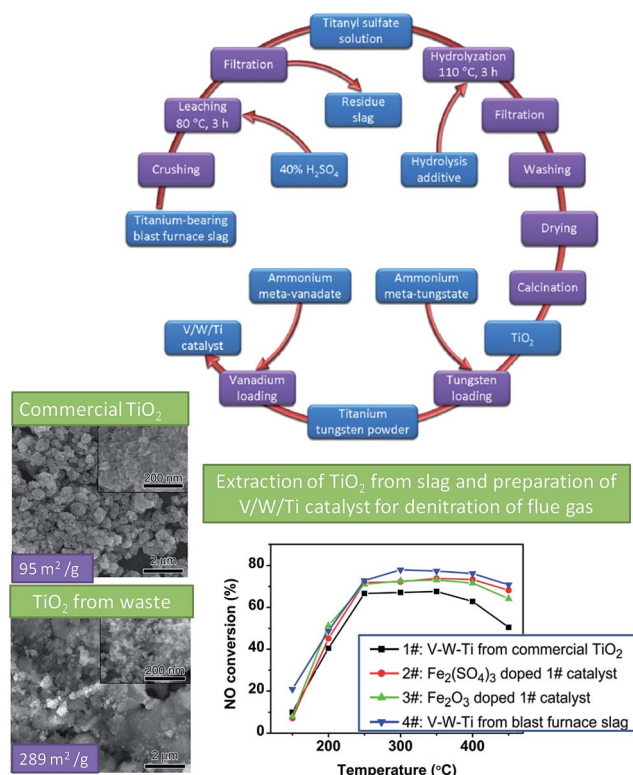 Titanyl sulfate
solution
Filtration
Residue
slag
Leaching
80 °C, 3 h
40% H₂SO₄
Crushing
Titanium-bearing
blast furnace slag
Hydrolyzation
110 °C, 3 h
Hydrolysis
additive
Filtration
Washing
Drying
Calcination
TiO₂
Ammonium
meta-tungstate
Tungsten
loading
Titanium
tungsten powder
Ammonium
meta-vanadate
Vanadium
loading
V/W/Ti
catalyst
Commercial TiO₂
200 nm
2 μm
95 m² /g
TiO₂ from waste
200 nm
2 μm
289 m² /g
Extraction of TiO₂ from slag and preparation of
V/W/Ti catalyst for denitration of flue gas
NO conversion (%)
80
60
40
20
0
1#: V-W-Ti from commercial TiO₂
2#: Fe₂(SO₄)₃ doped 1# catalyst
3#: Fe₂O₃ doped 1# catalyst
4#: V-W-Ti from blast furnace slag
200 250 300 350 400
Temperature (°C)